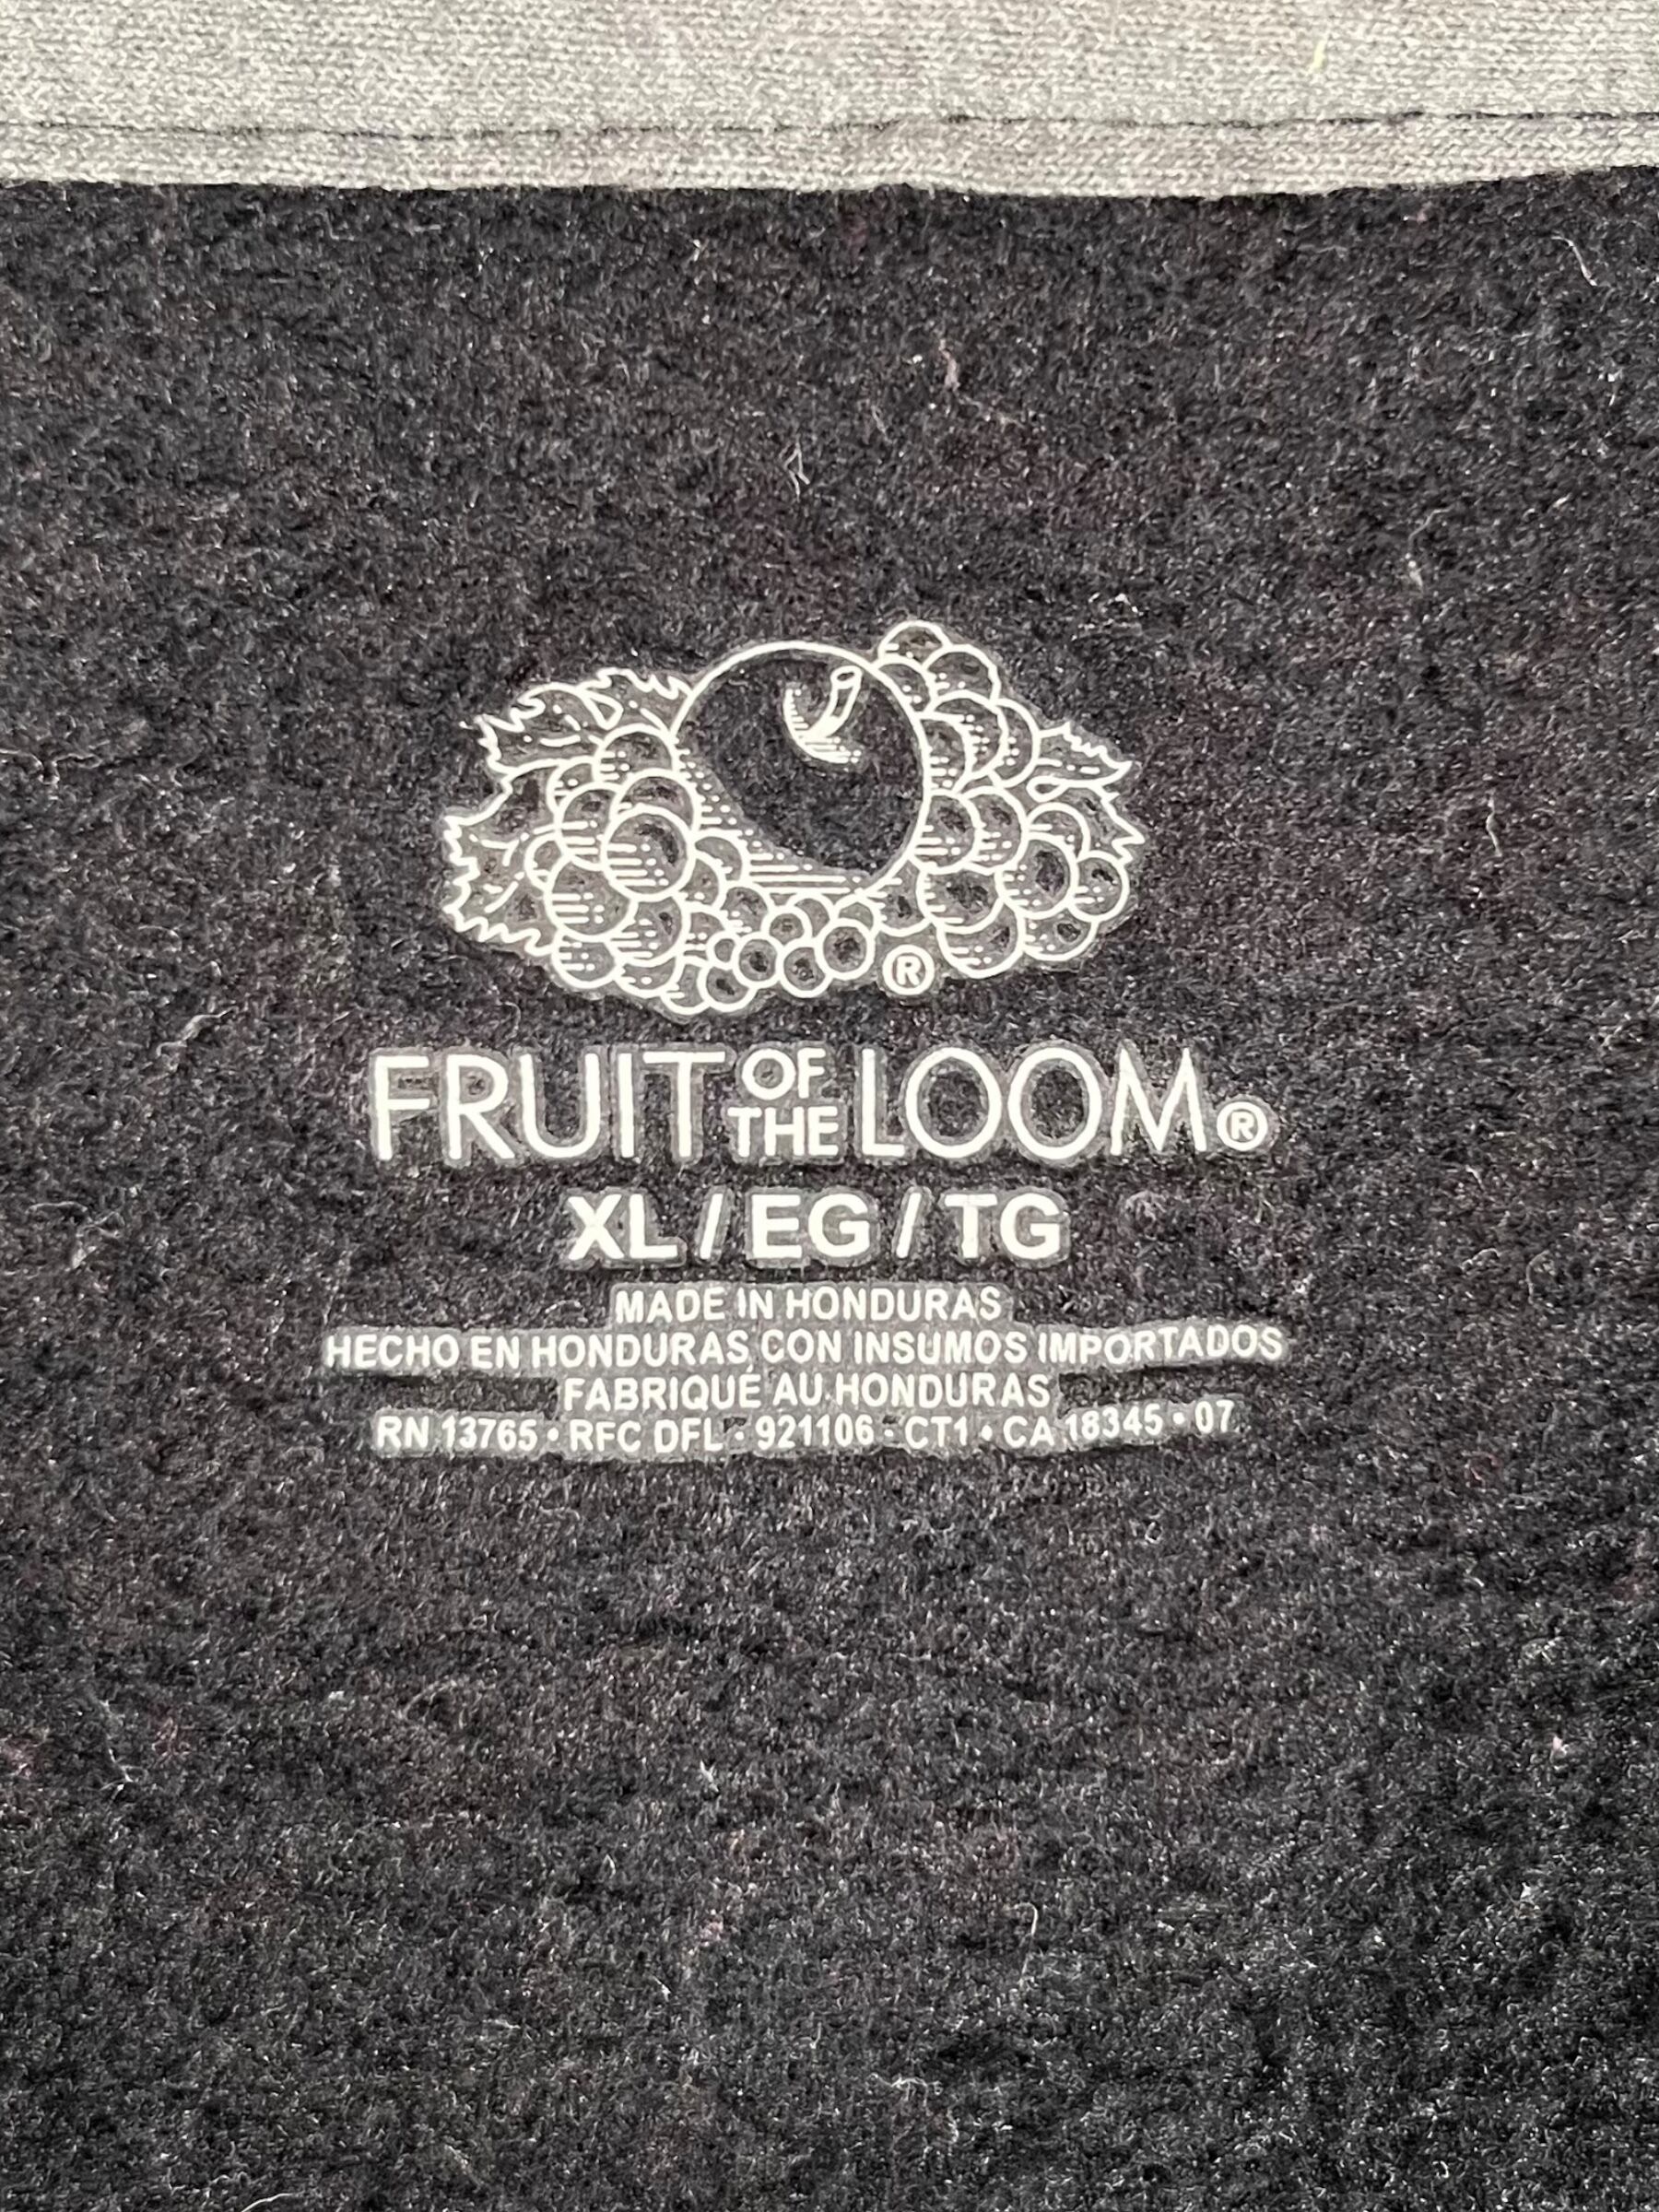 ®
FRUIT OF THE LOOM®
XL / EG / TG
MADE IN HONDURAS
HECHO EN HONDURAS CON INSUMOS IMPORTADOS
FABRIQUÉ AU HONDURAS
RN 13765 • RFC DFL - 921106 - CT1 • CA 18345 • 07